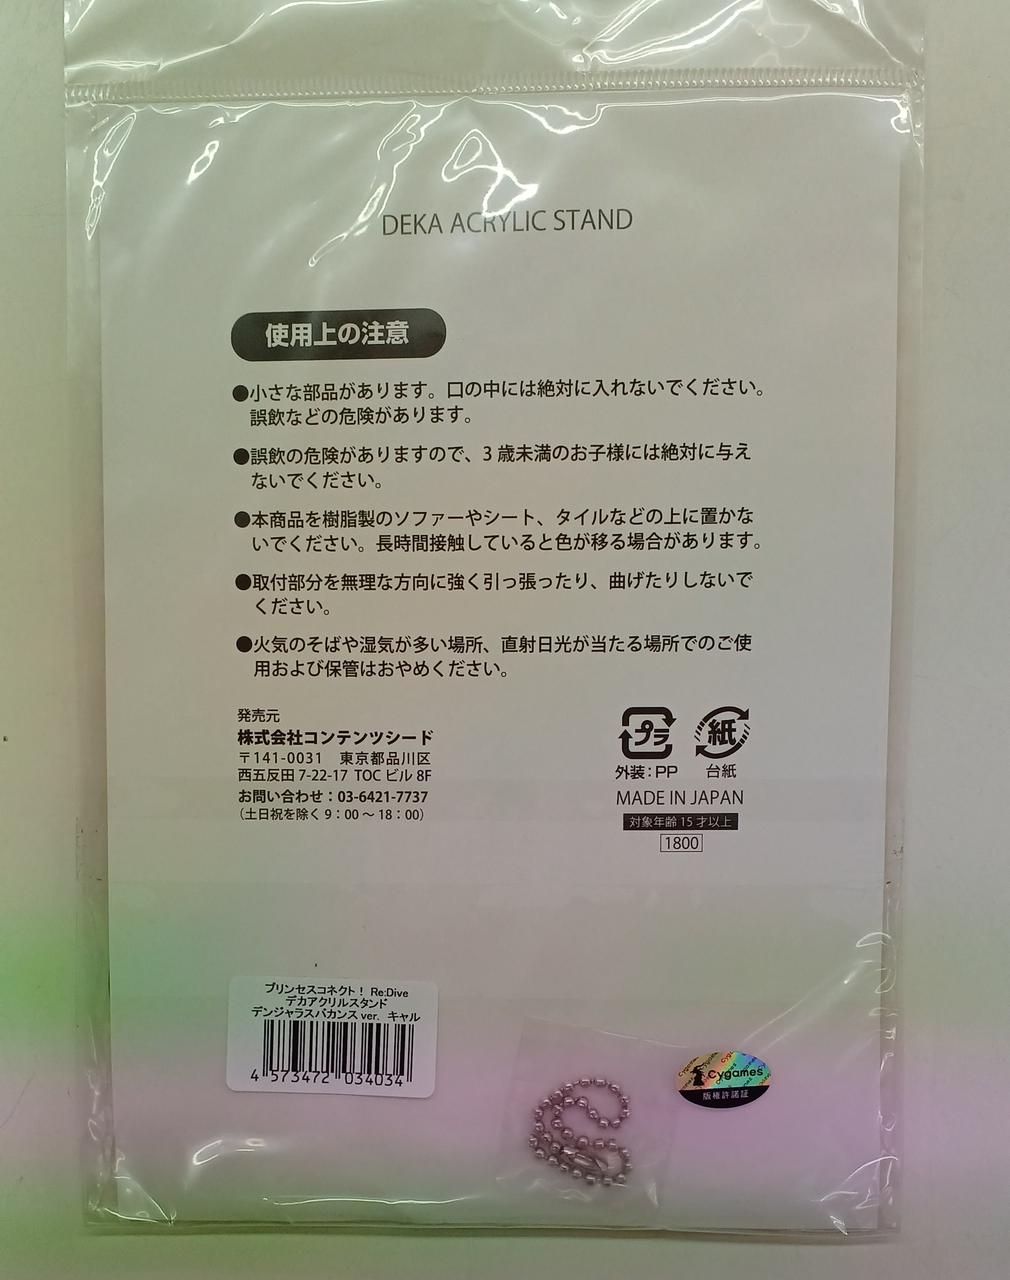 DEKA ACRYLIC STAND
使用上の注意
●小さな部品があります。口の中には絶対に入れないでください。
誤飲などの危険があります。
●誤飲の危険がありますので、3歳未満のお子様には絶対に与え
ないでください。
●本商品を樹脂製のソファーやシート、タイルなどの上に置かな
いでください。長時間接触していると色が移る場合があります。
●取付部分を無理な方向に強く引っ張ったり、曲げたりしないで
ください。
●火気のそばや湿気が多い場所、直射日光が当たる場所でのご使
用および保管はおやめください。
発売元
株式会社コンテンツシード
〒141-0031 東京都品川区
西五反田 7-22-17 TOC ビル 8F
お問い合わせ：03-6421-7737
（土日祝を除く 9：00 〜 18：00）
プラ
紙
外装：PP
台紙
MADE IN JAPAN
対象年齢 15 才以上
1800
プリンセスコネクト！ Re:Dive
デカアクリルスタンド
デンジャラスバカンス ver. キャル
4 573472 034034
Cygames
版権許諾証